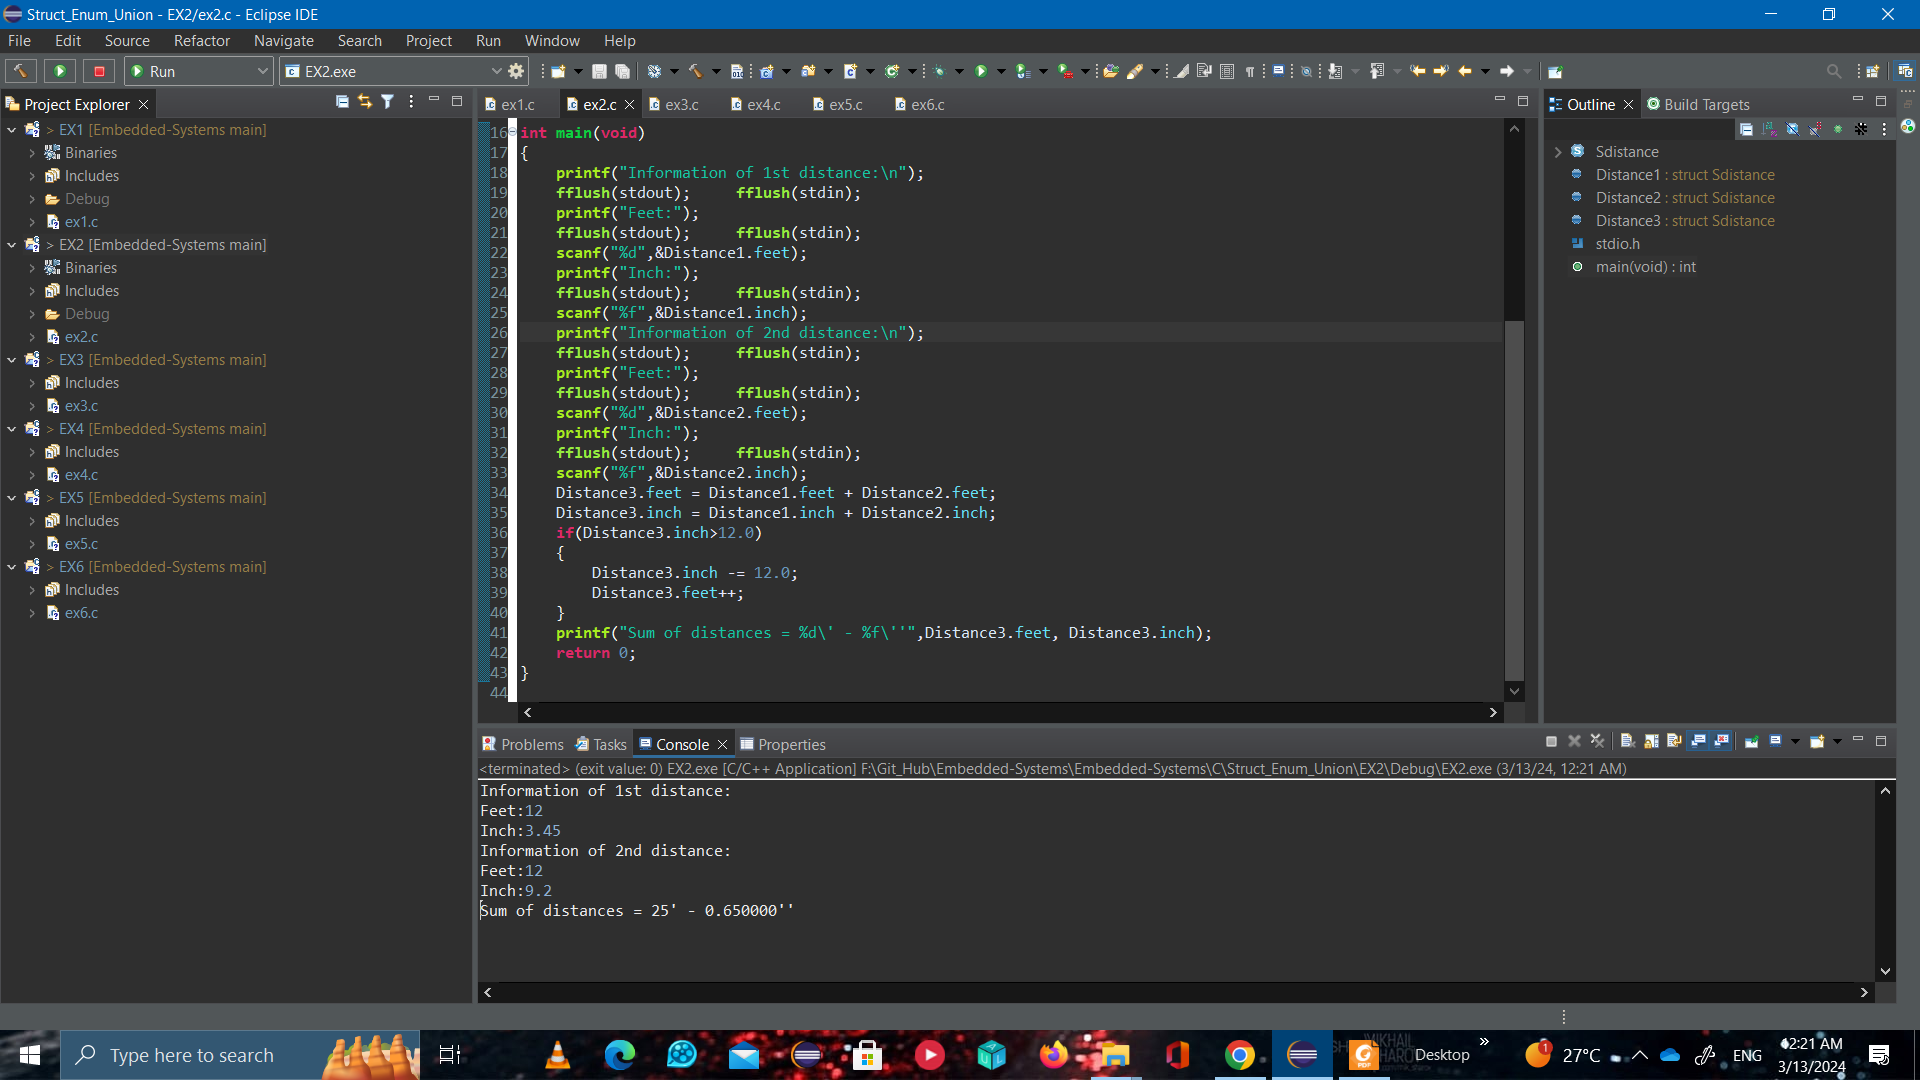 Struct_Enum_Union - EX2/ex2.c - Eclipse IDE
File Edit Source Refactor Navigate Search Project Run Window Help
Run EX2.exe
Project Explorer
> EX1 [Embedded-Systems main]
Binaries
Includes
Debug
ex1.c
> EX2 [Embedded-Systems main]
Binaries
Includes
Debug
ex2.c
> EX3 [Embedded-Systems main]
Includes
ex3.c
> EX4 [Embedded-Systems main]
Includes
ex4.c
> EX5 [Embedded-Systems main]
Includes
ex5.c
> EX6 [Embedded-Systems main]
Includes
ex6.c
ex1.c ex2.c ex3.c ex4.c ex5.c ex6.c
16 int main(void)
17 {
18 printf("Information of 1st distance:\n");
19 fflush(stdout); fflush(stdin);
20 printf("Feet:");
21 fflush(stdout); fflush(stdin);
22 scanf("%d",&Distance1.feet);
23 printf("Inch:");
24 fflush(stdout); fflush(stdin);
25 scanf("%f",&Distance1.inch);
26 printf("Information of 2nd distance:\n");
27 fflush(stdout); fflush(stdin);
28 printf("Feet:");
29 fflush(stdout); fflush(stdin);
30 scanf("%d",&Distance2.feet);
31 printf("Inch:");
32 fflush(stdout); fflush(stdin);
33 scanf("%f",&Distance2.inch);
34 Distance3.feet = Distance1.feet + Distance2.feet;
35 Distance3.inch = Distance1.inch + Distance2.inch;
36 if(Distance3.inch>12.0)
37 {
38 Distance3.inch -= 12.0;
39 Distance3.feet++;
40 }
41 printf("Sum of distances = %d\' - %f\''",Distance3.feet, Distance3.inch);
42 return 0;
43 }
44
Outline Build Targets
Sdistance
Distance1 : struct Sdistance
Distance2 : struct Sdistance
Distance3 : struct Sdistance
stdio.h
main(void) : int
Problems Tasks Console Properties
<terminated> (exit value: 0) EX2.exe [C/C++ Application] F:\Git_Hub\Embedded-Systems\Embedded-Systems\C\Struct_Enum_Union\EX2\Debug\EX2.exe (3/13/24, 12:21 AM)
Information of 1st distance:
Feet:12
Inch:3.45
Information of 2nd distance:
Feet:12
Inch:9.2
Sum of distances = 25' - 0.650000''
Type here to search
Desktop
1
27°C
ENG
12:21 AM
3/13/2024